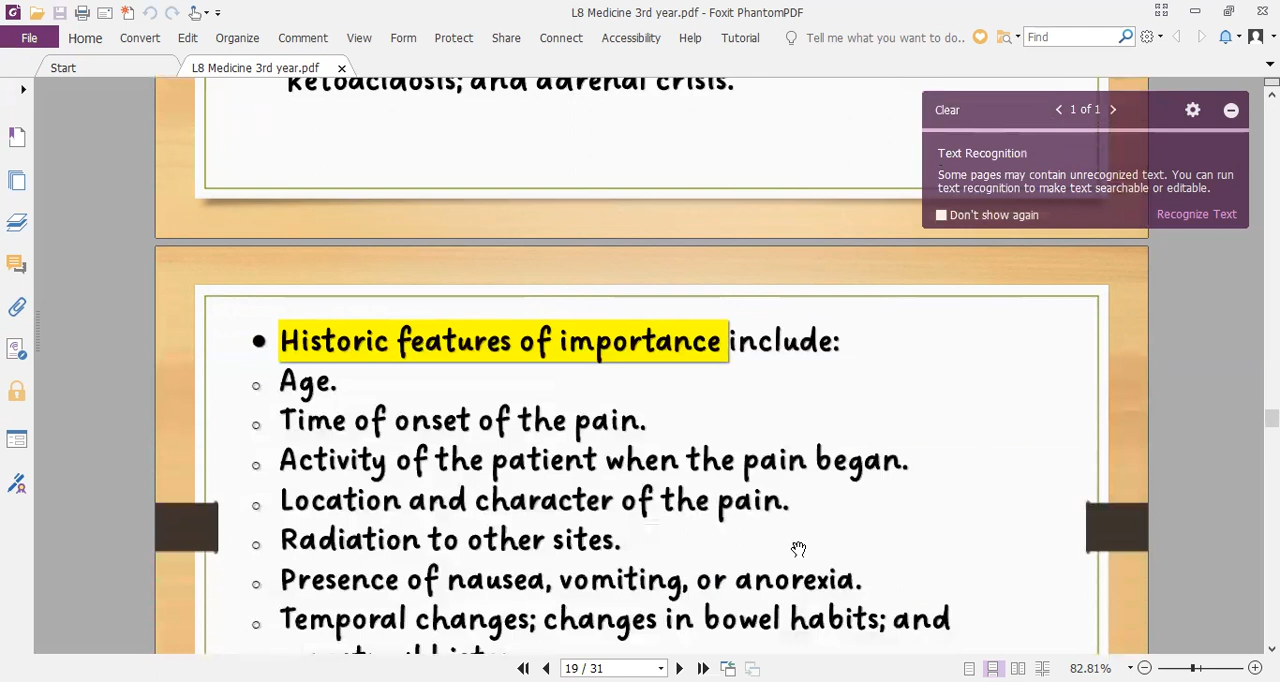 L8 Medicine 3rd year.pdf - Foxit PhantomPDF
File Home Convert Edit Organize Comment View Form Protect Share Connect Accessibility Help Tutorial Tell me what you want to do.. Find
Start L8 Medicine 3rd year.pdf
ketoacidosis; and adrenal crisis.
Clear 1 of 1
Text Recognition
Some pages may contain unrecognized text. You can run
text recognition to make text searchable or editable.
Don't show again Recognize Text
• Historic features of importance include:
o Age.
o Time of onset of the pain.
o Activity of the patient when the pain began.
o Location and character of the pain.
o Radiation to other sites.
o Presence of nausea, vomiting, or anorexia.
o Temporal changes; changes in bowel habits; and
19 / 31
82.81%